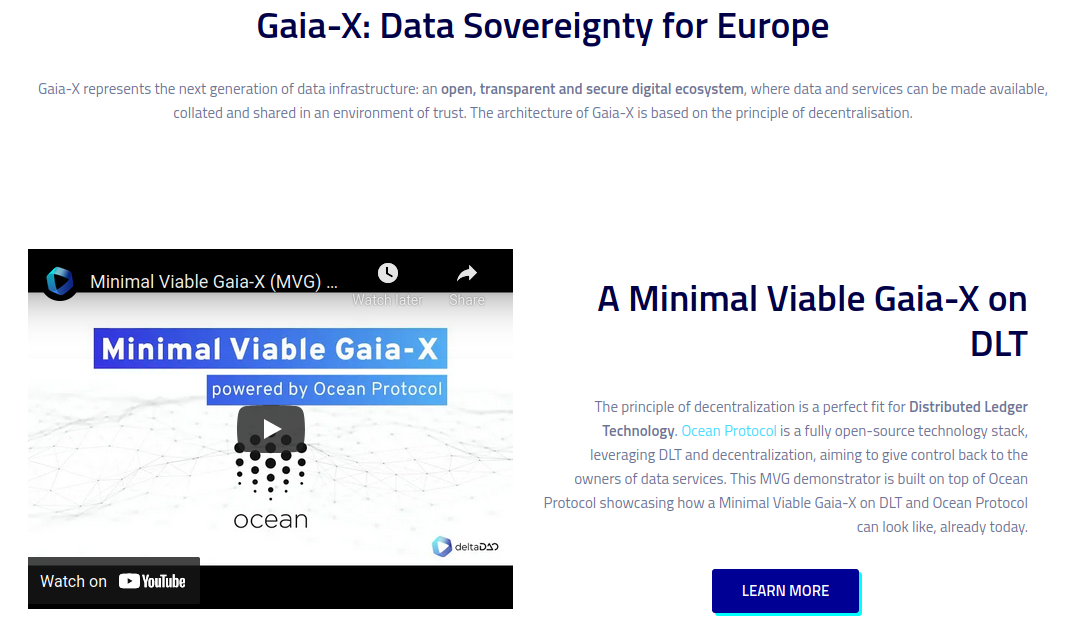 Gaia-X: Data Sovereignty for Europe
Gaia-X represents the next generation of data infrastructure: an open, transparent and secure digital ecosystem, where data and services can be made available,
collated and shared in an environment of trust. The architecture of Gaia-X is based on the principle of decentralisation.
Minimal Viable Gaia-X (MVG) ...
Watch later
Share
Minimal Viable Gaia-X
powered by Ocean Protocol
ocean
deltaDAO
Watch on YouTube
A Minimal Viable Gaia-X on
DLT
The principle of decentralization is a perfect fit for Distributed Ledger
Technology. Ocean Protocol is a fully open-source technology stack,
leveraging DLT and decentralization, aiming to give control back to the
owners of data services. This MVG demonstrator is built on top of Ocean
Protocol showcasing how a Minimal Viable Gaia-X on DLT and Ocean Protocol
can look like, already today.
LEARN MORE